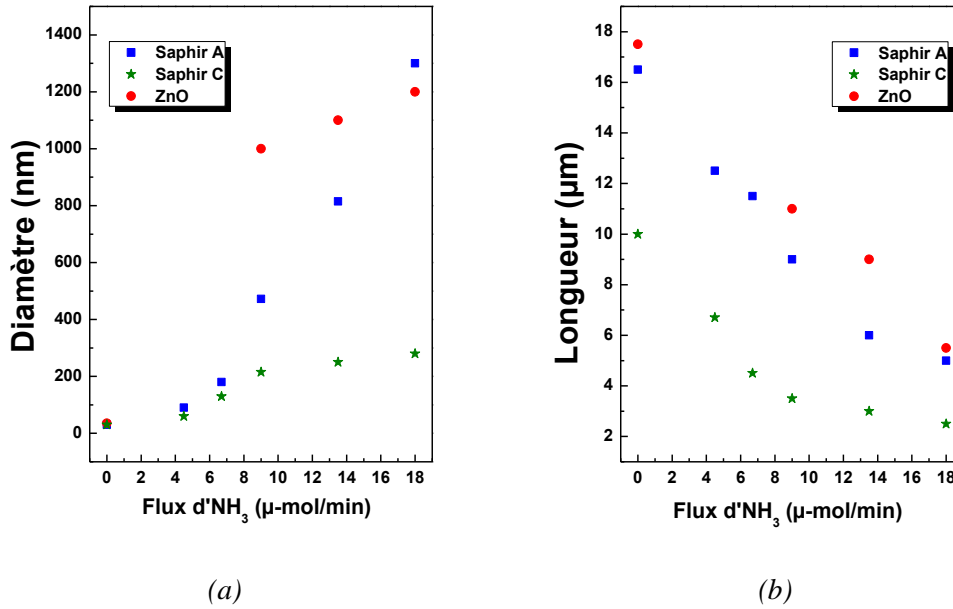 1400
1200
1000
800
600
400
200
0
Diamètre (nm)
Saphir A
Saphir C
ZnO
0 2 4 6 8 10 12 14 16 18
Flux d'NH3 (µ-mol/min)
(a)
18
16
14
12
10
8
6
4
2
Longueur (µm)
Saphir A
Saphir C
ZnO
0 2 4 6 8 10 12 14 16 18
Flux d'NH3 (µ-mol/min)
(b)